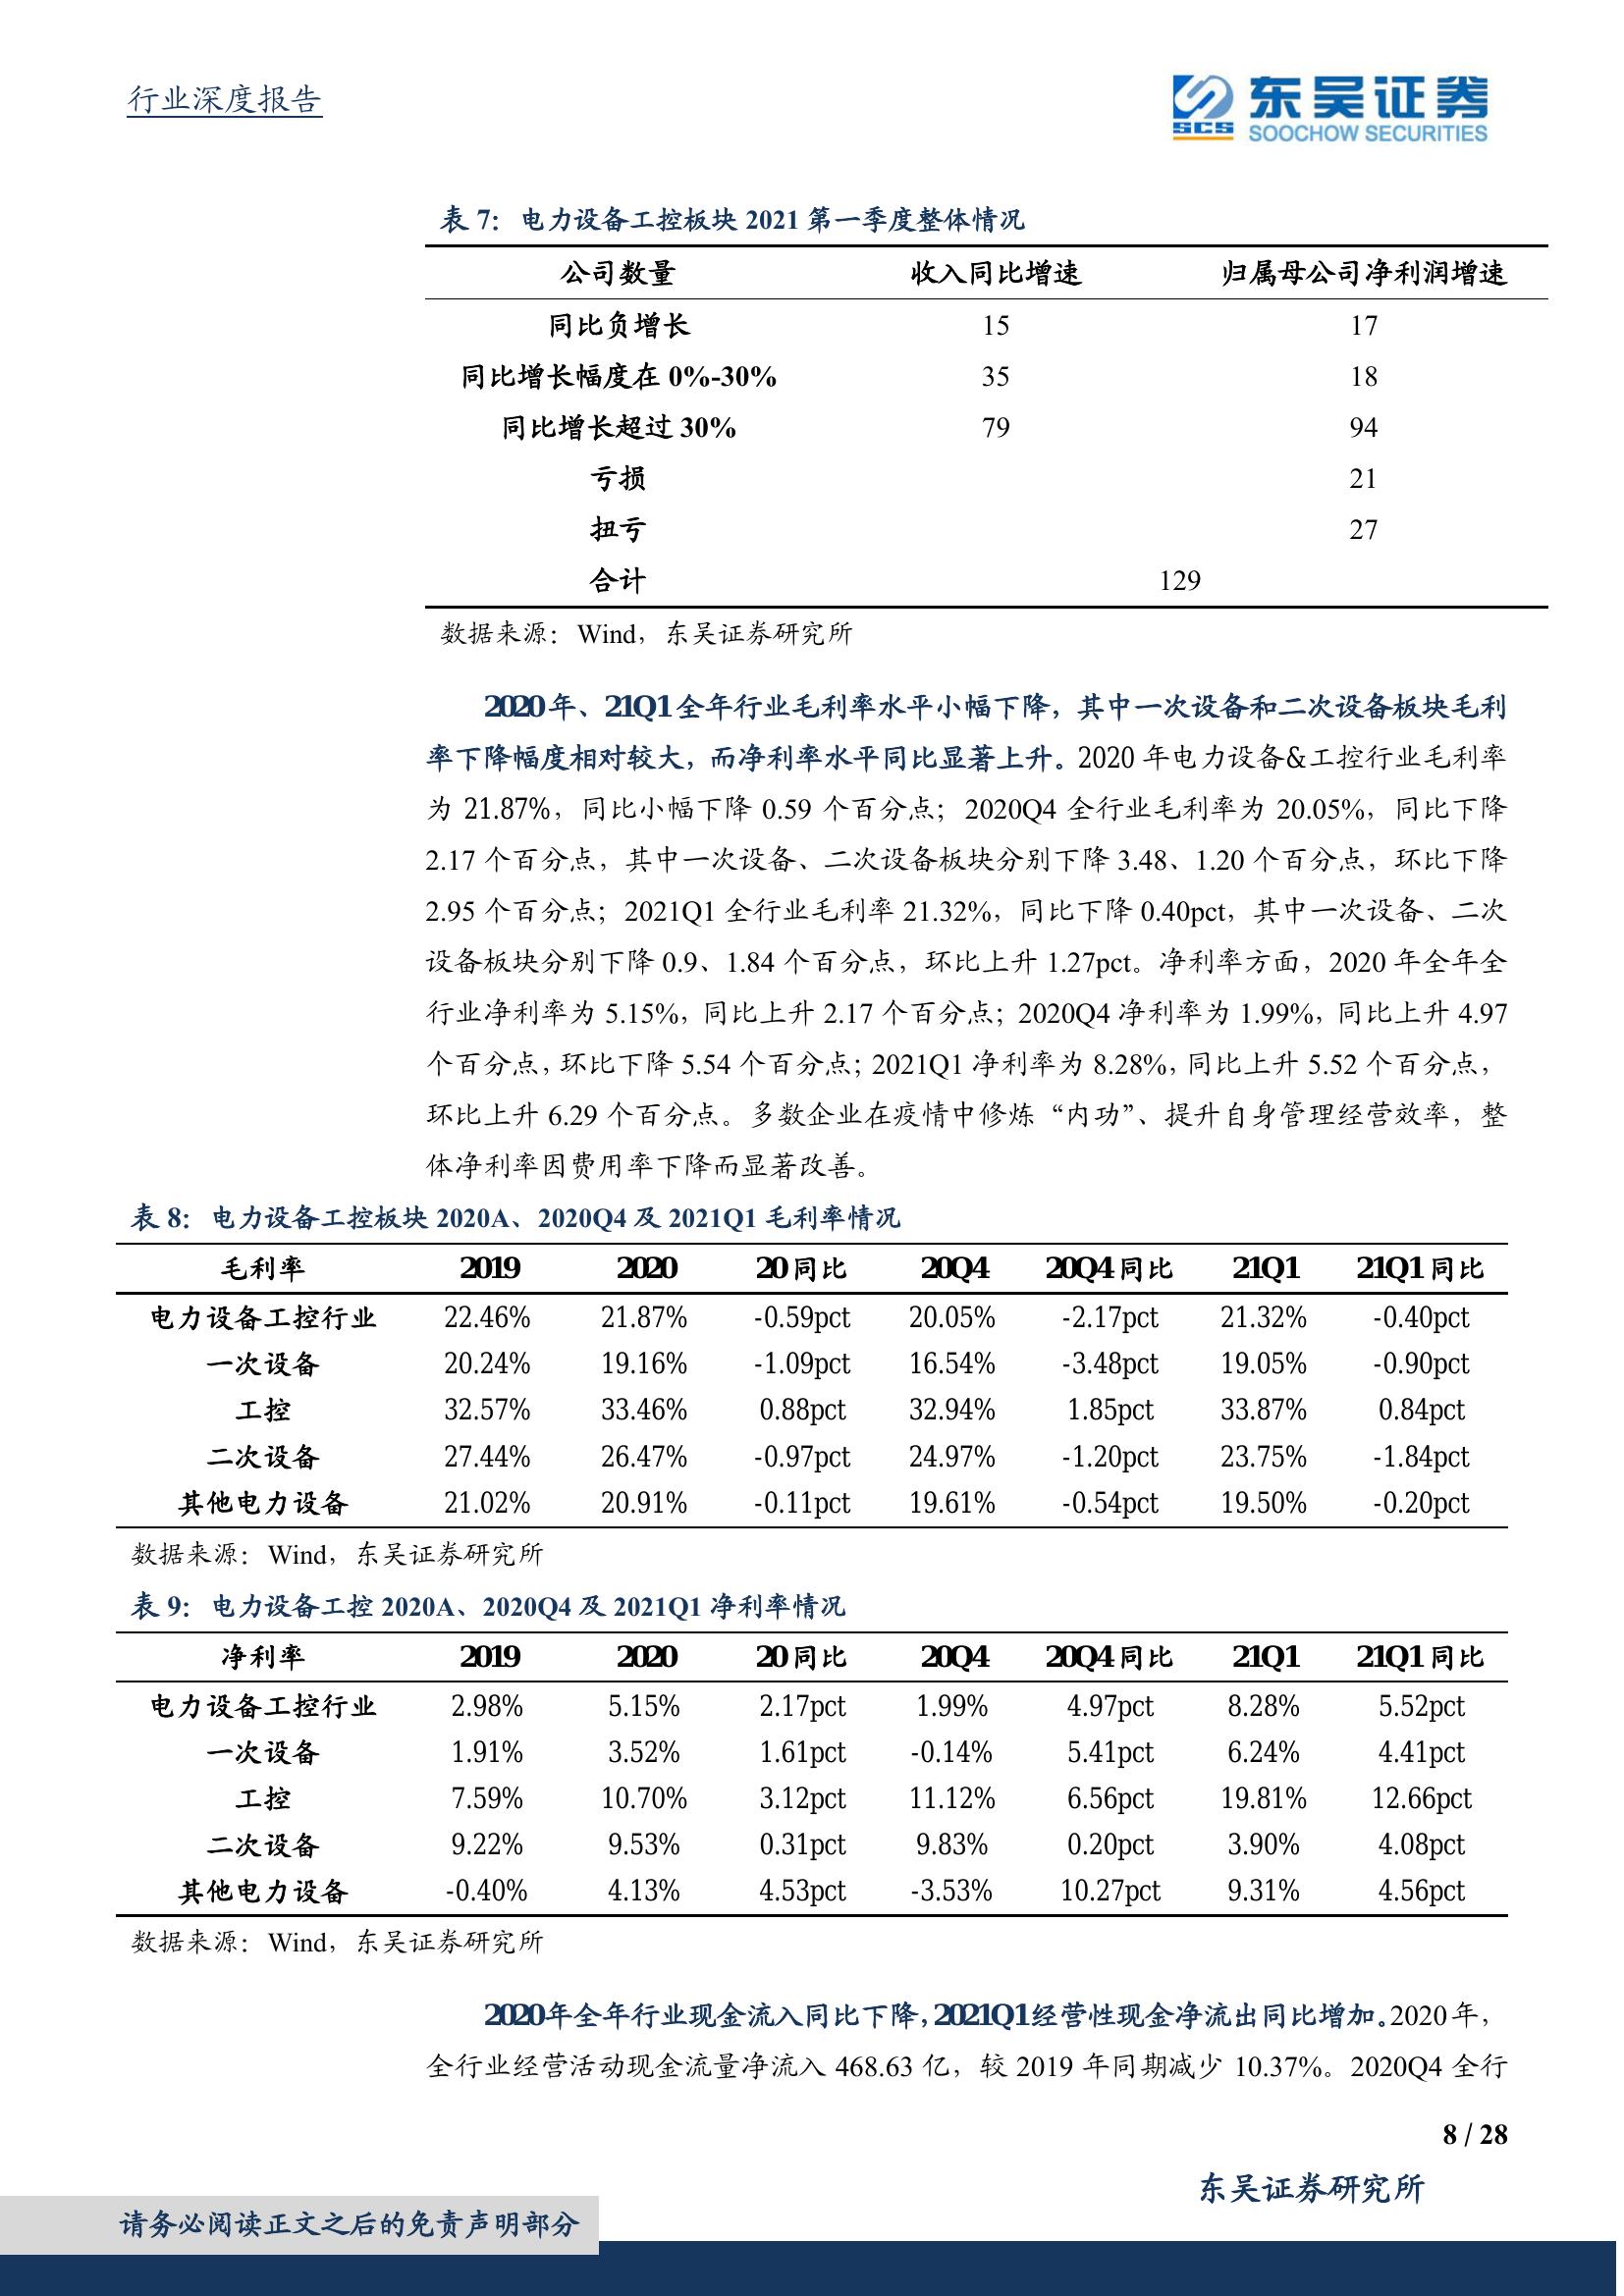 行业深度报告
东吴证券
SCS
SOOCHOW SECURITIES
表 7：电力设备工控板块 2021 第一季度整体情况
公司数量 收入同比增速 归属母公司净利润增速
同比负增长 15 17
同比增长幅度在 0%-30% 35 18
同比增长超过 30% 79 94
亏损 21
扭亏 27
合计 129
数据来源：Wind，东吴证券研究所
2020 年、21Q1 全年行业毛利率水平小幅下降，其中一次设备和二次设备板块毛利
率下降幅度相对较大，而净利率水平同比显著上升。2020 年电力设备&工控行业毛利率
为 21.87%，同比小幅下降 0.59 个百分点；2020Q4 全行业毛利率为 20.05%，同比下降
2.17 个百分点，其中一次设备、二次设备板块分别下降 3.48、1.20 个百分点，环比下降
2.95 个百分点；2021Q1 全行业毛利率 21.32%，同比下降 0.40pct，其中一次设备、二次
设备板块分别下降 0.9、1.84 个百分点，环比上升 1.27pct。净利率方面，2020 年全年全
行业净利率为 5.15%，同比上升 2.17 个百分点；2020Q4 净利率为 1.99%，同比上升 4.97
个百分点，环比下降 5.54 个百分点；2021Q1 净利率为 8.28%，同比上升 5.52 个百分点，
环比上升 6.29 个百分点。多数企业在疫情中修炼“内功”、提升自身管理经营效率，整
体净利率因费用率下降而显著改善。
表 8：电力设备工控板块 2020A、2020Q4 及 2021Q1 毛利率情况
毛利率 2019 2020 20 同比 20Q4 20Q4 同比 21Q1 21Q1 同比
电力设备工控行业 22.46% 21.87% -0.59pct 20.05% -2.17pct 21.32% -0.40pct
一次设备 20.24% 19.16% -1.09pct 16.54% -3.48pct 19.05% -0.90pct
工控 32.57% 33.46% 0.88pct 32.94% 1.85pct 33.87% 0.84pct
二次设备 27.44% 26.47% -0.97pct 24.97% -1.20pct 23.75% -1.84pct
其他电力设备 21.02% 20.91% -0.11pct 19.61% -0.54pct 19.50% -0.20pct
数据来源：Wind，东吴证券研究所
表 9：电力设备工控 2020A、2020Q4 及 2021Q1 净利率情况
净利率 2019 2020 20 同比 20Q4 20Q4 同比 21Q1 21Q1 同比
电力设备工控行业 2.98% 5.15% 2.17pct 1.99% 4.97pct 8.28% 5.52pct
一次设备 1.91% 3.52% 1.61pct -0.14% 5.41pct 6.24% 4.41pct
工控 7.59% 10.70% 3.12pct 11.12% 6.56pct 19.81% 12.66pct
二次设备 9.22% 9.53% 0.31pct 9.83% 0.20pct 3.90% 4.08pct
其他电力设备 -0.40% 4.13% 4.53pct -3.53% 10.27pct 9.31% 4.56pct
数据来源：Wind，东吴证券研究所
2020 年全年行业现金流入同比下降，2021Q1 经营性现金净流出同比增加。2020 年，
全行业经营活动现金流量净流入 468.63 亿，较 2019 年同期减少 10.37%。2020Q4 全行
8 / 28
东吴证券研究所
请务必阅读正文之后的免责声明部分